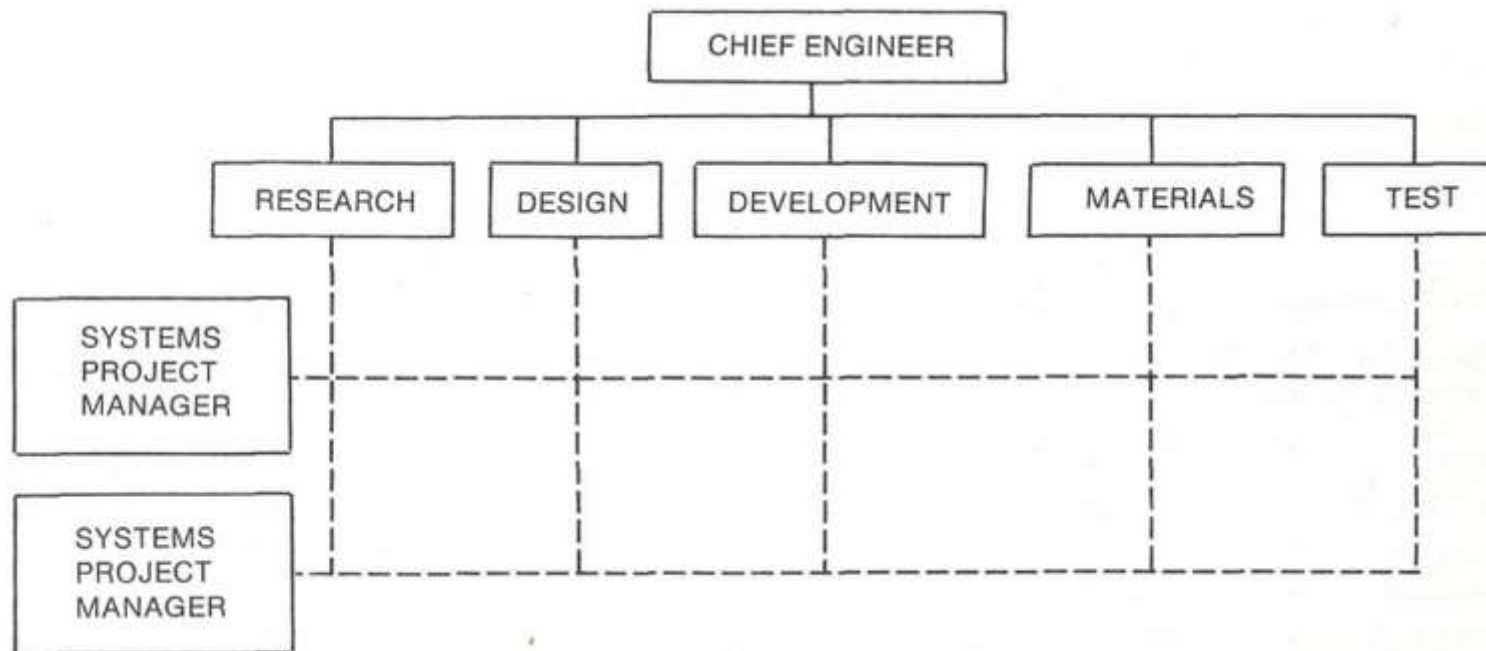 CHIEF ENGINEER
RESEARCH
DESIGN
DEVELOPMENT
MATERIALS
TEST
SYSTEMS
PROJECT
MANAGER
SYSTEMS
PROJECT
MANAGER